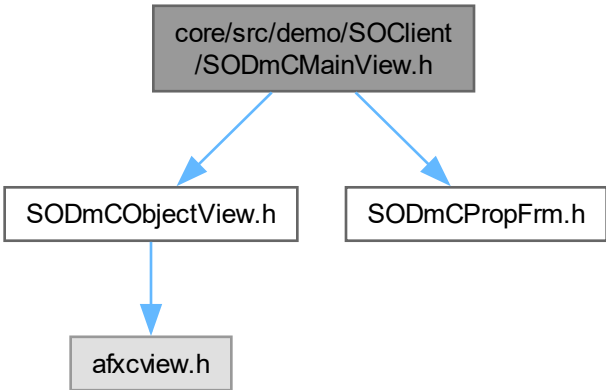 core/src/demo/SOClient
/SODmCMainView.h
SODmCObjectView.h
SODmCPropFrm.h
afxcview.h